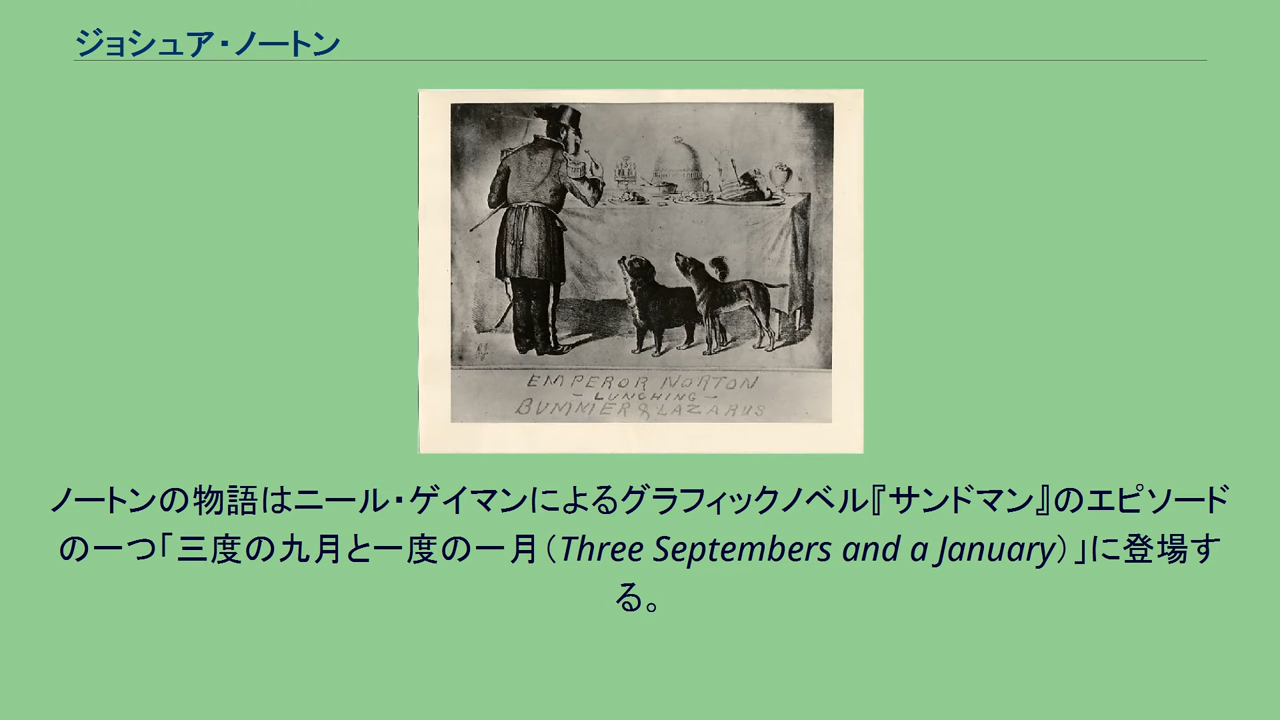 ジョシュア・ノートン
EMPEROR NORTON
- LUNCHING -
BUMMER & LAZARUS
ノートンの物語はニール・ゲイマンによるグラフィックノベル『サンドマン』のエピソード
の一つ「三度の九月と一度の一月（Three Septembers and a January）」に登場す
る。